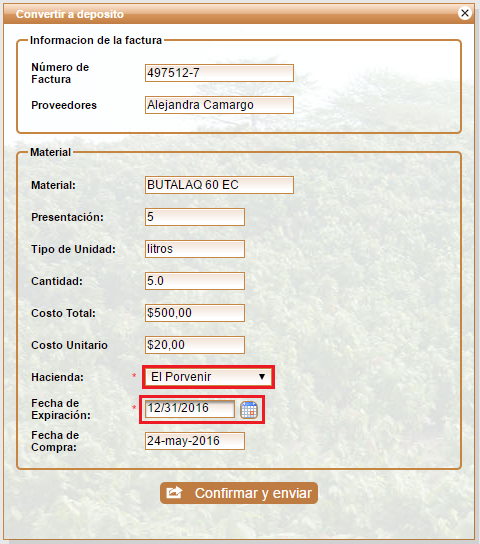 Convertir a deposito
Informacion de la factura
Número de
Factura
497512-7
Proveedores
Alejandra Camargo
Material
Material:
BUTALAQ 60 EC
Presentación:
5
Tipo de Unidad:
litros
Cantidad:
5.0
Costo Total:
$500,00
Costo Unitario
$20,00
Hacienda:
* El Porvenir
Fecha de
Expiración:
* 12/31/2016
Fecha de
Compra:
24-may-2016
Confirmar y enviar